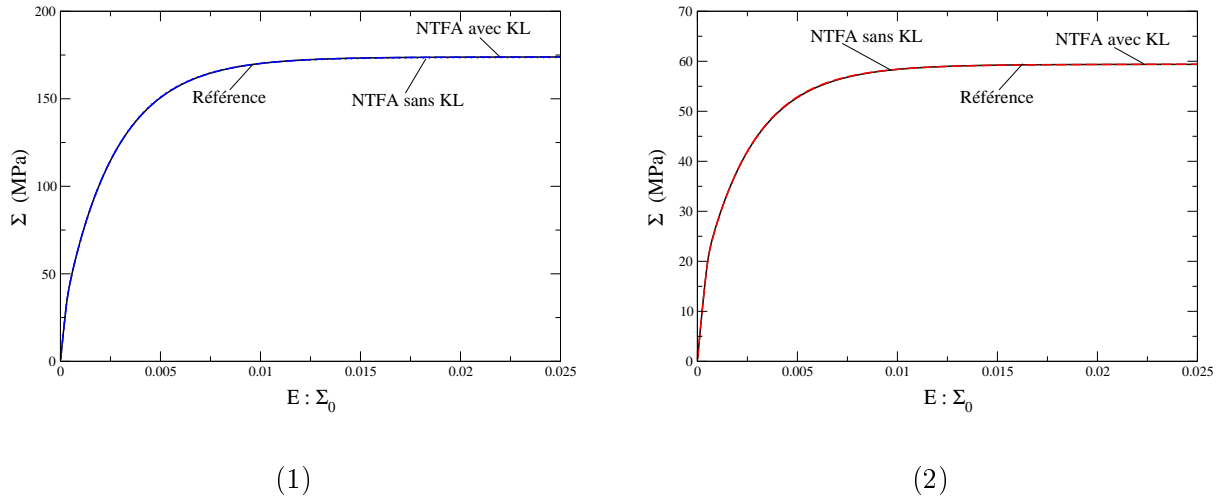 200
150
100
50
0
Σ (MPa)
NTFA avec KL
Référence
NTFA sans KL
0 0.005 0.01 0.015 0.02 0.025
E : Σ0
(1)
70
60
50
40
30
20
10
0
Σ (MPa)
NTFA sans KL
NTFA avec KL
Référence
0 0.005 0.01 0.015 0.02 0.025
E : Σ0
(2)